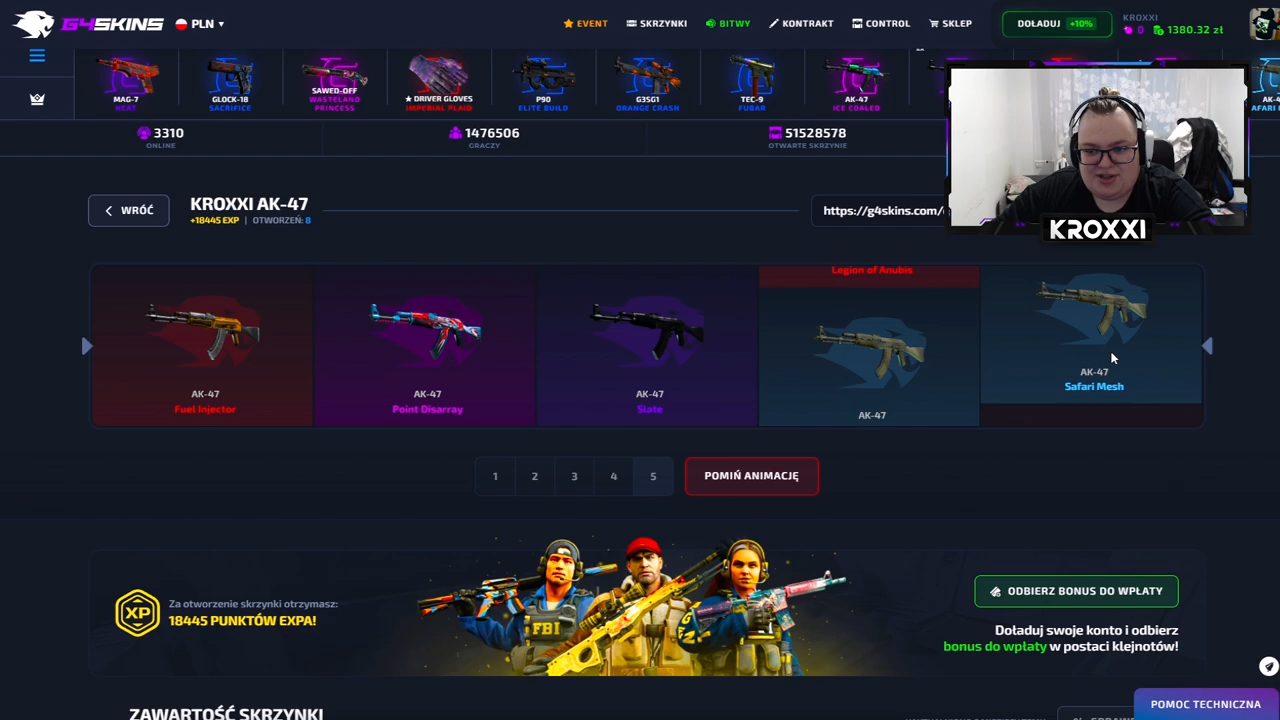 G4SKINS
PLN
EVENT
SKRZYNKI
BITWY
KONTRAKT
CONTROL
SKLEP
DOŁADUJ +10%
KROXXI
0 1380.32 zł
MAG-7
HEAT
GLOCK-18
SACRIFICE
SAWED-OFF
WASTELAND
PRINCESS
★ DRIVER GLOVES
IMPERIAL PLAID
P90
ELITE BUILD
G3SG1
ORANGE CRASH
TEC-9
FUBAR
AK-47
ICE COALED
3310
ONLINE
1476506
GRACZY
51528578
OTWARTE SKRZYNIE
WRÓĆ
KROXXI AK-47
+18445 EXP | OTWORZEŃ: 8
https://g4skins.com/
KROXXI
AK-47
Fuel Injector
AK-47
Point Disarray
AK-47
Slate
Legion of Anubis
AK-47
AK-47
Safari Mesh
1 2 3 4 5
POMIŃ ANIMACJĘ
XP
Za otworzenie skrzynki otrzymasz:
18445 PUNKTÓW EXPA!
FBI
ODBIERZ BONUS DO WPŁATY
Doładuj swoje konto i odbierz
bonus do wpłaty w postaci klejnotów!
ZAWARTOŚĆ SKRZYNKI
POMOC TECHNICZNA